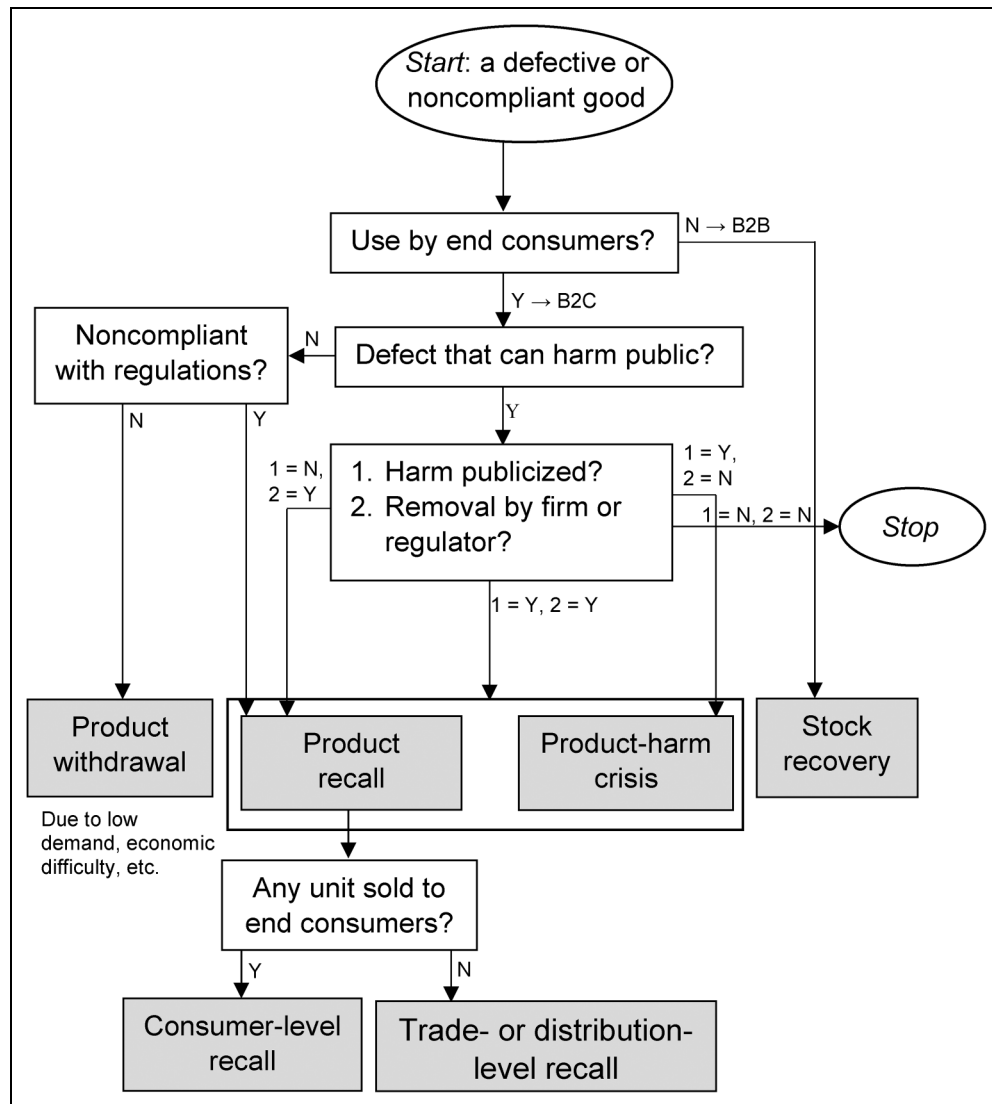 Start: a defective or
noncompliant good
Use by end consumers?
N → B2B
Y → B2C
Noncompliant
with regulations?
N
Defect that can harm public?
N
Y
Y
1 = N,
2 = Y
1. Harm publicized?
2. Removal by firm or
regulator?
1 = Y,
2 = N
1 = N, 2 = N
Stop
1 = Y, 2 = Y
Product
withdrawal
Product
recall
Product-harm
crisis
Stock
recovery
Due to low
demand, economic
difficulty, etc.
Any unit sold to
end consumers?
Y
N
Consumer-level
recall
Trade- or distribution-
level recall